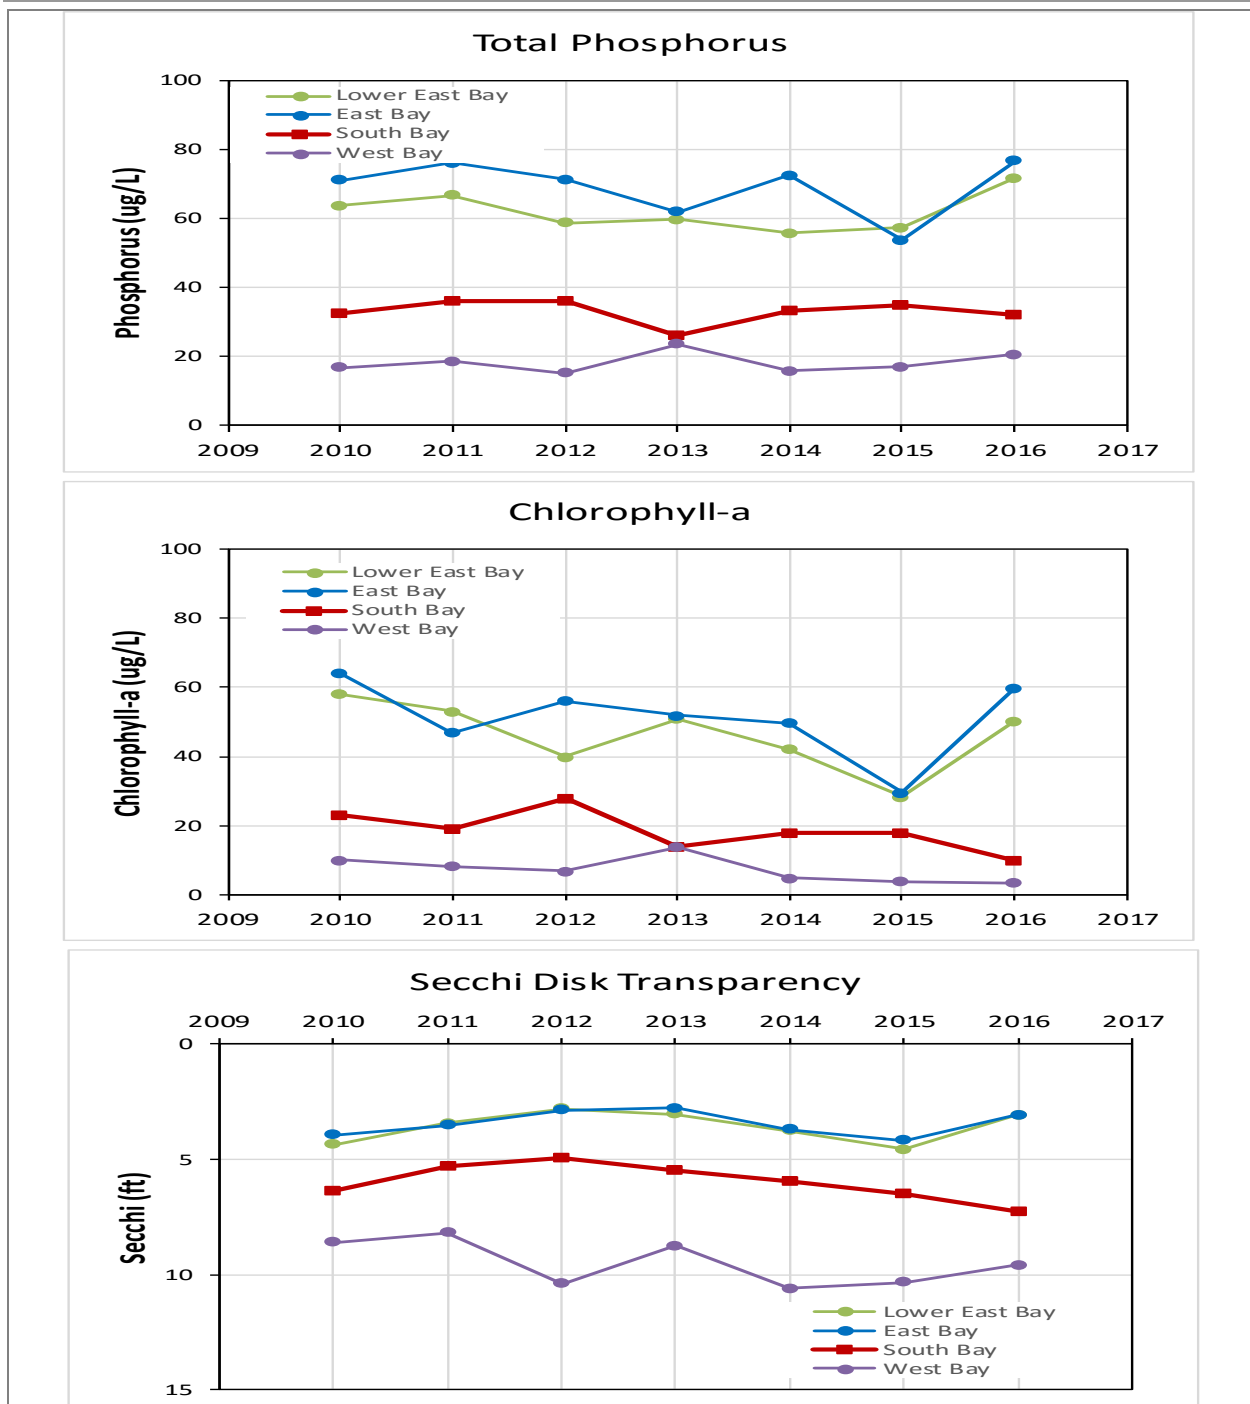 Total Phosphorus
100
80
60
40
20
0
Phosphorus (ug/L)
Lower East Bay
East Bay
South Bay
West Bay
2009 2010 2011 2012 2013 2014 2015 2016 2017
Chlorophyll-a
100
80
60
40
20
0
Chlorophyll-a (ug/L)
Lower East Bay
East Bay
South Bay
West Bay
2009 2010 2011 2012 2013 2014 2015 2016 2017
Secchi Disk Transparency
2009 2010 2011 2012 2013 2014 2015 2016 2017
0
5
10
15
Secchi (ft)
Lower East Bay
East Bay
South Bay
West Bay